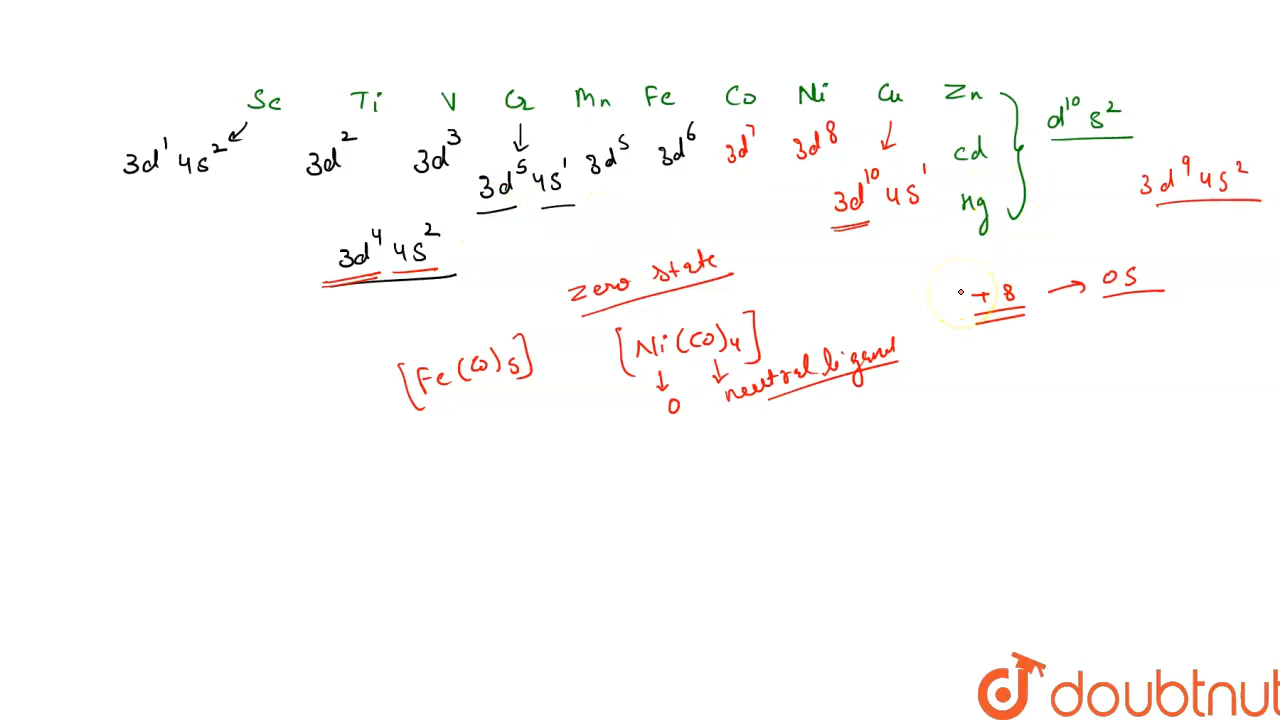 Sc Ti V Cr Mn Fe Co Ni Cu Zn
d¹⁰ s²
3d¹ 4s² 3d² 3d³ 3d⁵ 4s¹ 3d⁵ 3d⁶ 3d⁷ 3d⁸ cd
3d¹⁰ 4s¹ Hg 3d⁹ 4s²
3d⁴ 4s²
zero state
+8 → OS
[Fe(CO)5] [Ni(CO)4]
0 neutral ligand
doubtnut